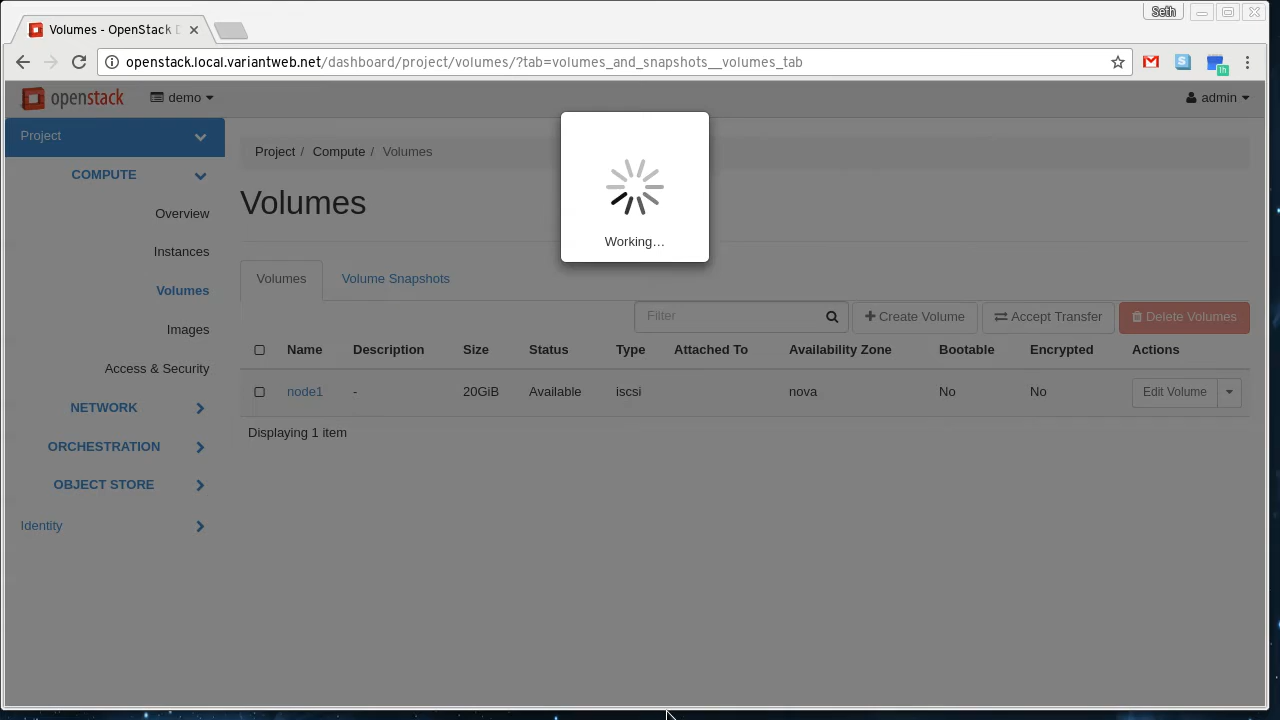 Seth
Volumes - OpenStack D
openstack.local.variantweb.net/dashboard/project/volumes/?tab=volumes_and_snapshots__volumes_tab
1h
openstack
demo
admin
Project
COMPUTE
Overview
Instances
Volumes
Images
Access & Security
NETWORK
ORCHESTRATION
OBJECT STORE
Identity
Project / Compute / Volumes
Volumes
Working…
Volumes Volume Snapshots
Filter Create Volume Accept Transfer Delete Volumes
Name Description Size Status Type Attached To Availability Zone Bootable Encrypted Actions
node1 - 20GiB Available iscsi nova No No Edit Volume
Displaying 1 item